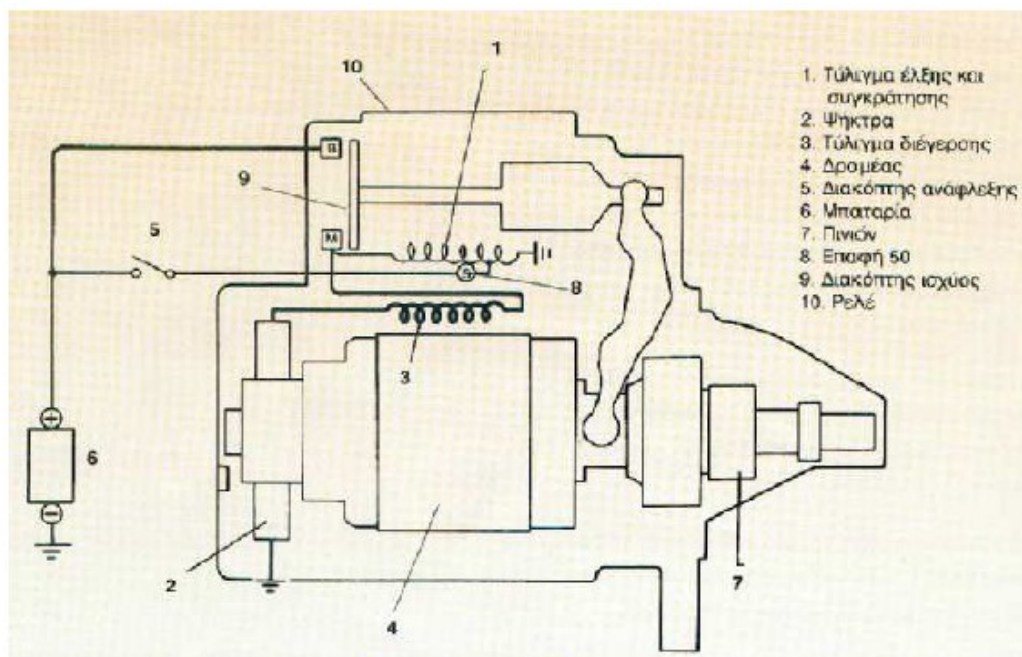 1
10
1. Τύλιγμα έλξης και
συγκράτησης
2. Ψήκτρα
3. Τύλιγμα διέγερσης
4. Δρομέας
5. Διακόπτης ανάφλεξης
6. Μπαταρία
7. Πινιόν
8. Επαφή 50
9. Διακόπτης ισχύος
10. Ρελέ
B
9
M
5
S
8
3
6
2
4
7